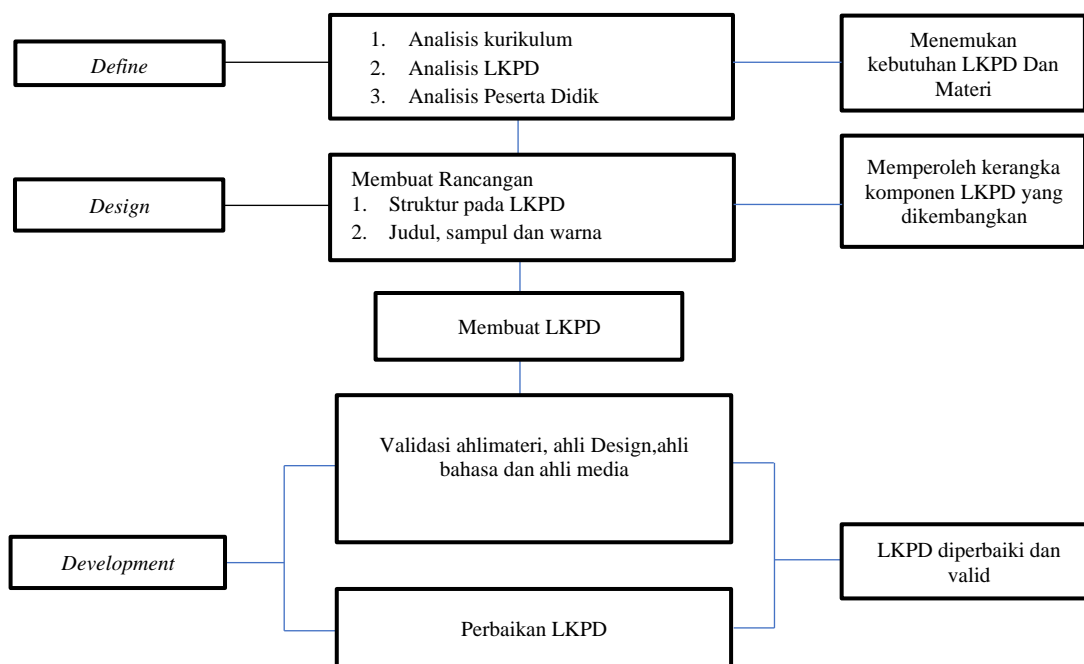 Define
1. Analisis kurikulum
2. Analisis LKPD
3. Analisis Peserta Didik
Menemukan
kebutuhan LKPD Dan
Materi
Design
Membuat Rancangan
1. Struktur pada LKPD
2. Judul, sampul dan warna
Memperoleh kerangka
komponen LKPD yang
dikembangkan
Membuat LKPD
Validasi ahlimateri, ahli Design,ahli
bahasa dan ahli media
Development
LKPD diperbaiki dan
valid
Perbaikan LKPD